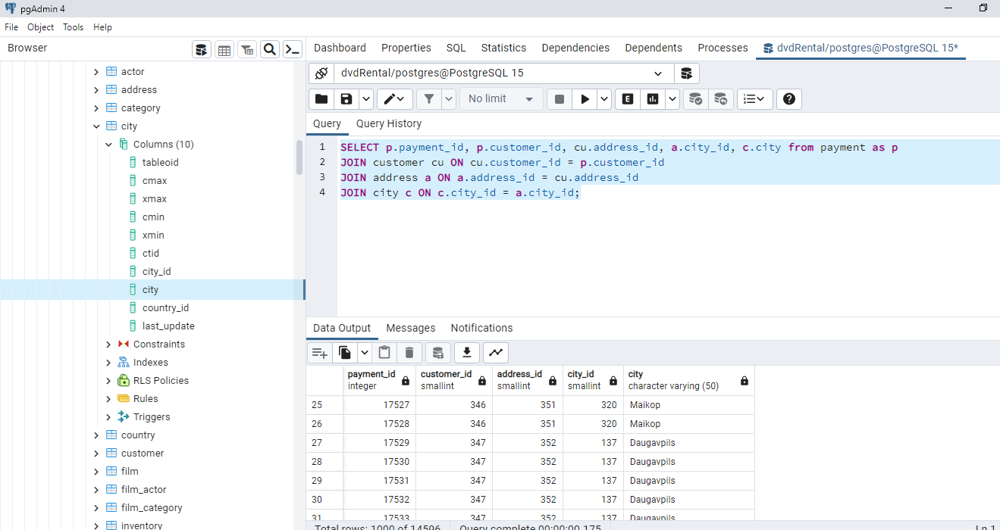 pgAdmin 4
File Object Tools Help
Browser
actor
address
category
city
Columns (10)
tableoid
cmax
xmax
cmin
xmin
ctid
city_id
city
country_id
last_update
Constraints
Indexes
RLS Policies
Rules
Triggers
country
customer
film
film_actor
film_category
inventory
Dashboard Properties SQL Statistics Dependencies Dependents Processes dvdRental/postgres@PostgreSQL 15*
dvdRental/postgres@PostgreSQL 15
No limit E
Query Query History
1 SELECT p.payment_id, p.customer_id, cu.address_id, a.city_id, c.city from payment as p
2 JOIN customer cu ON cu.customer_id = p.customer_id
3 JOIN address a ON a.address_id = cu.address_id
4 JOIN city c ON c.city_id = a.city_id;
Data Output Messages Notifications
payment_id customer_id address_id city_id city
integer smallint smallint smallint character varying (50)
25 17527 346 351 320 Maikop
26 17528 346 351 320 Maikop
27 17529 347 352 137 Daugavpils
28 17530 347 352 137 Daugavpils
29 17531 347 352 137 Daugavpils
30 17532 347 352 137 Daugavpils
31 17533 347 352 137 Daugavpils
Total rows: 1000 of 14596 Query complete 00:00:00.175 Ln 1